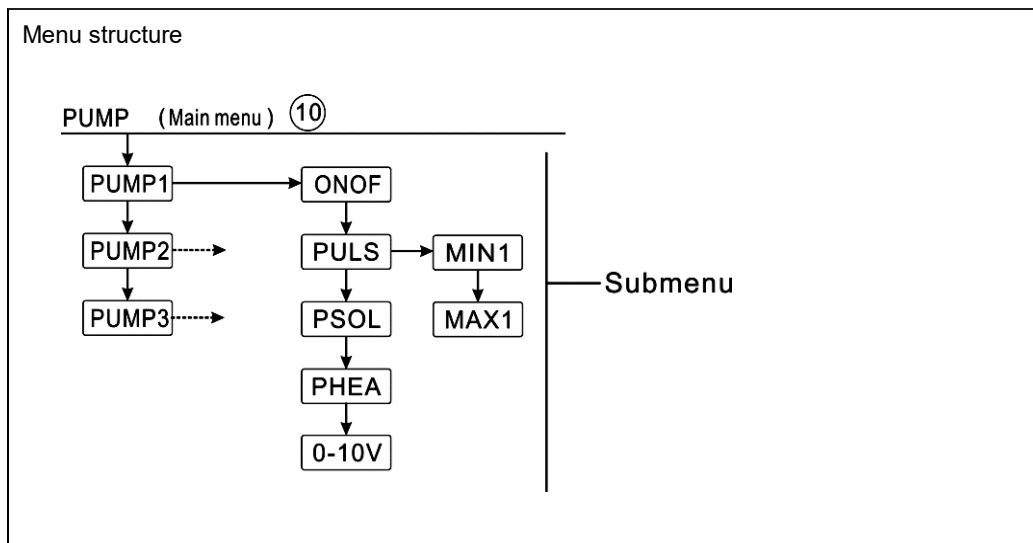 Menu structure
PUMP (Main menu) 10
PUMP1 ONOF
PUMP2 PULS MIN1
Submenu
PUMP3 PSOL MAX1
PHEA
0-10V